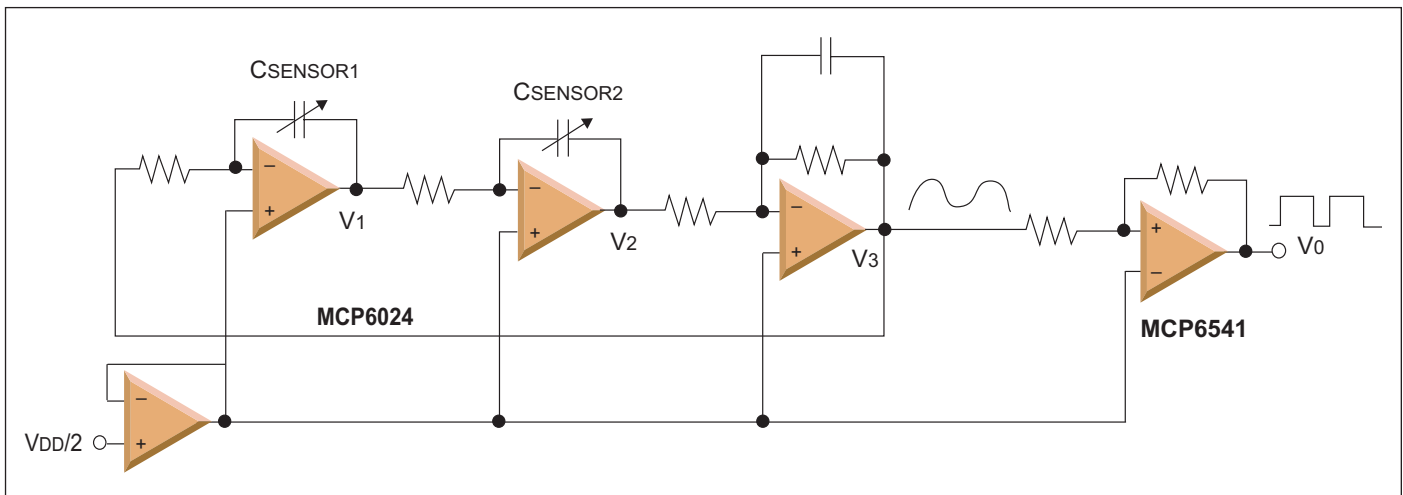 CSENSOR1
CSENSOR2
−
+
V1
−
+
V2
−
+
V3
+
−
V0
MCP6024
MCP6541
−
+
VDD/2